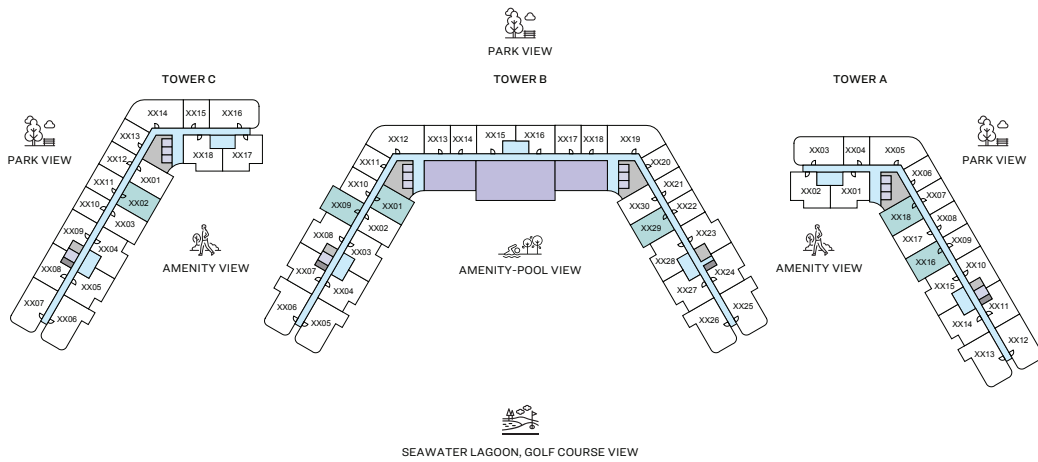 PARK VIEW
TOWER C
TOWER B
TOWER A
PARK VIEW
PARK VIEW
XX14
XX15
XX16
XX13
XX12
XX11
XX10
XX09
XX08
XX07
XX06
XX05
XX04
XX03
XX02
XX01
XX18
XX17
AMENITY VIEW
XX12
XX13
XX14
XX15
XX16
XX17
XX18
XX19
XX11
XX10
XX09
XX08
XX07
XX06
XX05
XX04
XX03
XX02
XX01
XX20
XX21
XX22
XX23
XX24
XX25
XX26
XX27
XX28
XX29
XX30
AMENITY-POOL VIEW
XX03
XX04
XX05
XX02
XX01
XX06
XX07
XX08
XX09
XX10
XX11
XX12
XX13
XX14
XX15
XX16
XX17
XX18
AMENITY VIEW
SEAWATER LAGOON, GOLF COURSE VIEW